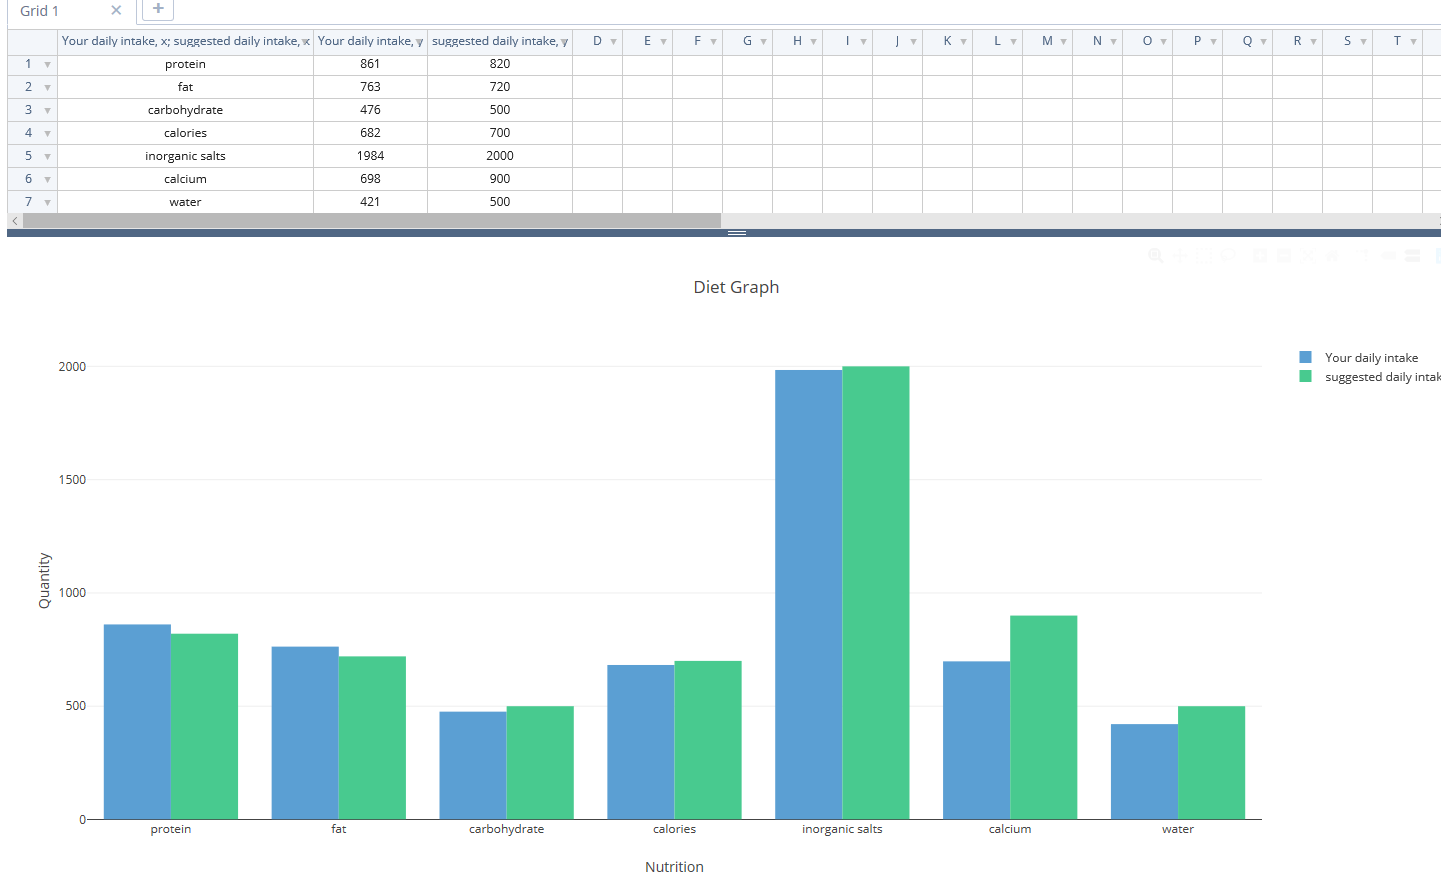 Grid 1
Your daily intake, x; suggested daily intake, x Your daily intake, y suggested daily intake, y D E F G H I J K L M N O P Q R S T
1 protein 861 820
2 fat 763 720
3 carbohydrate 476 500
4 calories 682 700
5 inorganic salts 1984 2000
6 calcium 698 900
7 water 421 500
Diet Graph
Your daily intake
suggested daily intak
2000
1500
1000
500
0
Quantity
protein fat carbohydrate calories inorganic salts calcium water
Nutrition